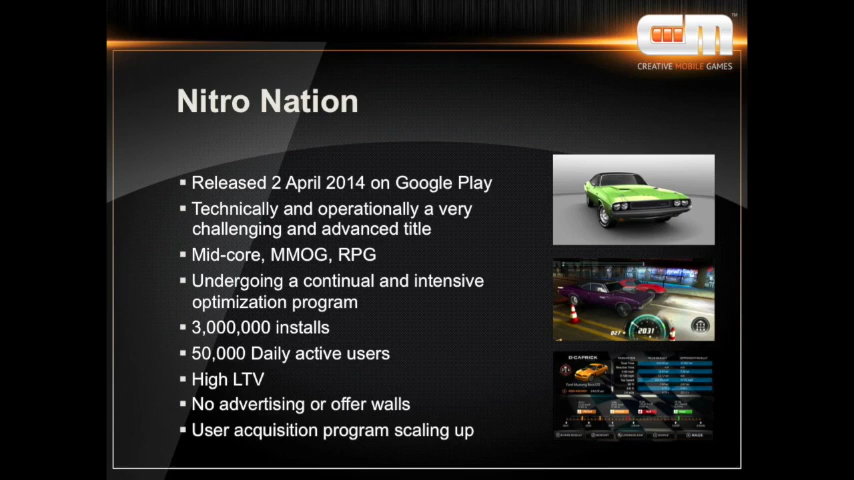 CREATIVE MOBILE GAMES
Nitro Nation
Released 2 April 2014 on Google Play
Technically and operationally a very
challenging and advanced title
Mid-core, MMOG, RPG
Undergoing a continual and intensive
optimization program
3,000,000 installs
50,000 Daily active users
High LTV
No advertising or offer walls
User acquisition program scaling up
2031
D-CAPRICK